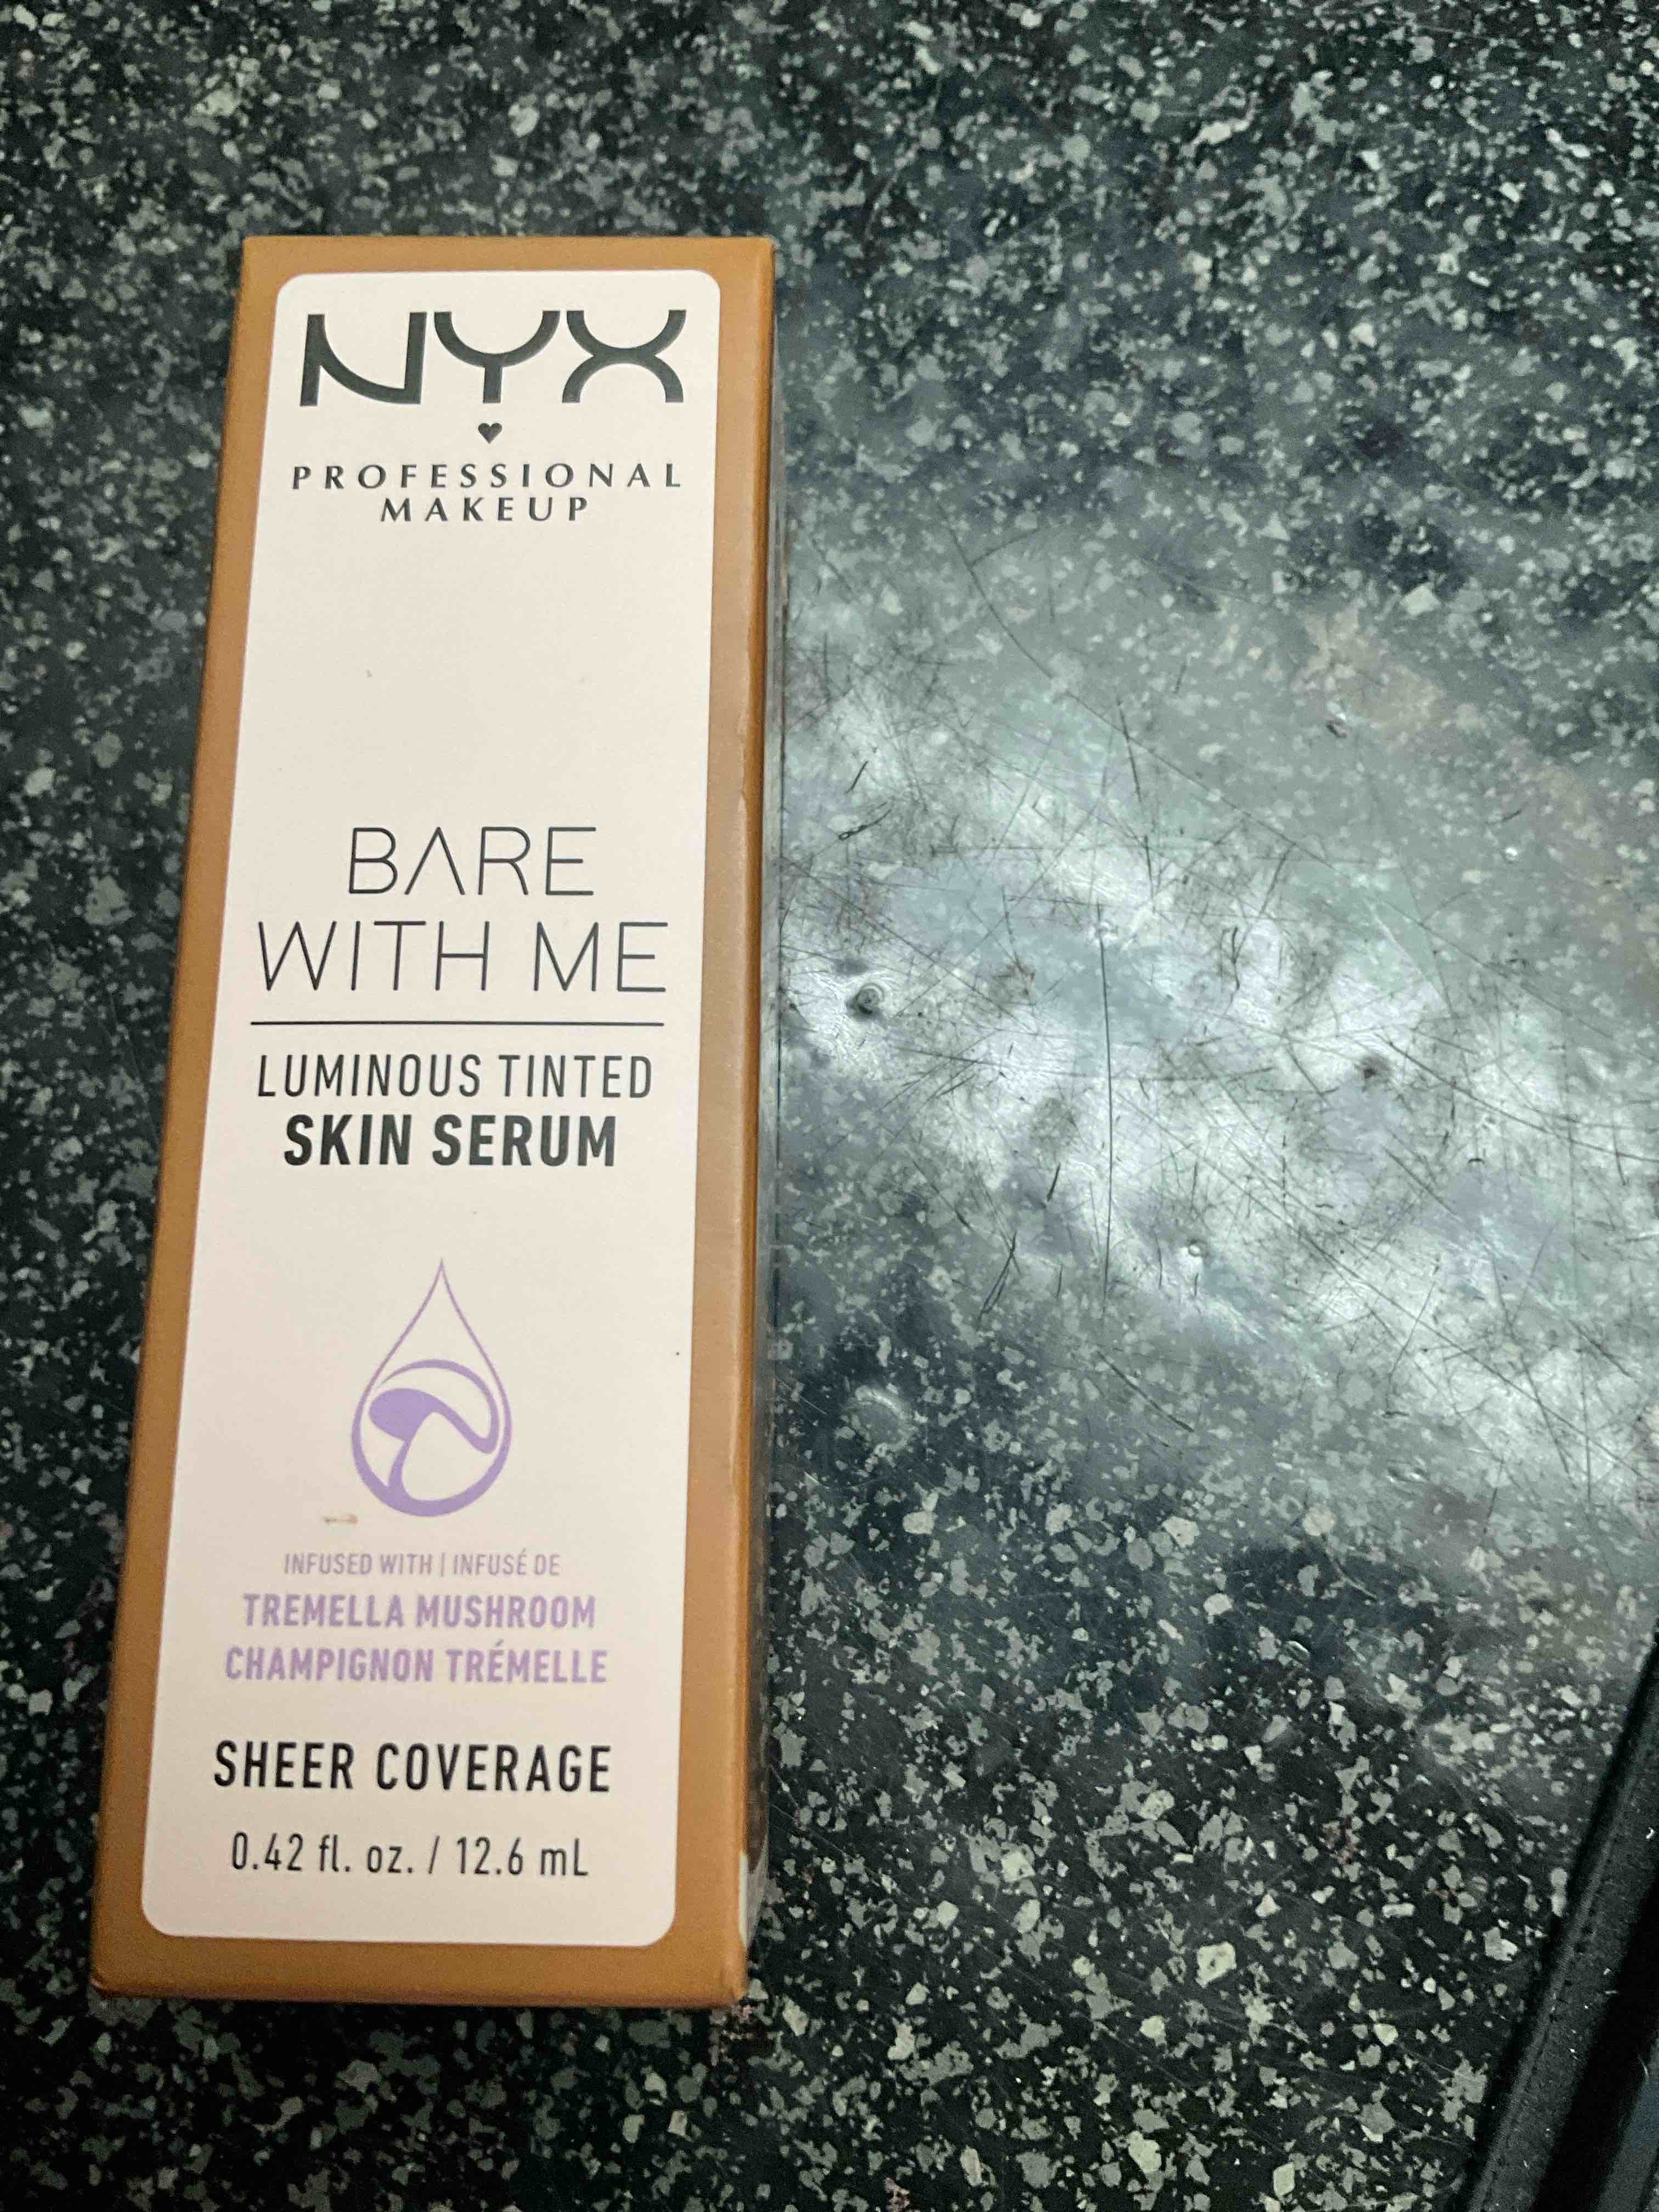 NYX
PROFESSIONAL
MAKEUP
BARE
WITH ME
LUMINOUS TINTED
SKIN SERUM
INFUSED WITH | INFUSÉ DE
TREMELLA MUSHROOM
CHAMPIGNON TRÉMELLE
SHEER COVERAGE
0.42 fl. oz. / 12.6 mL